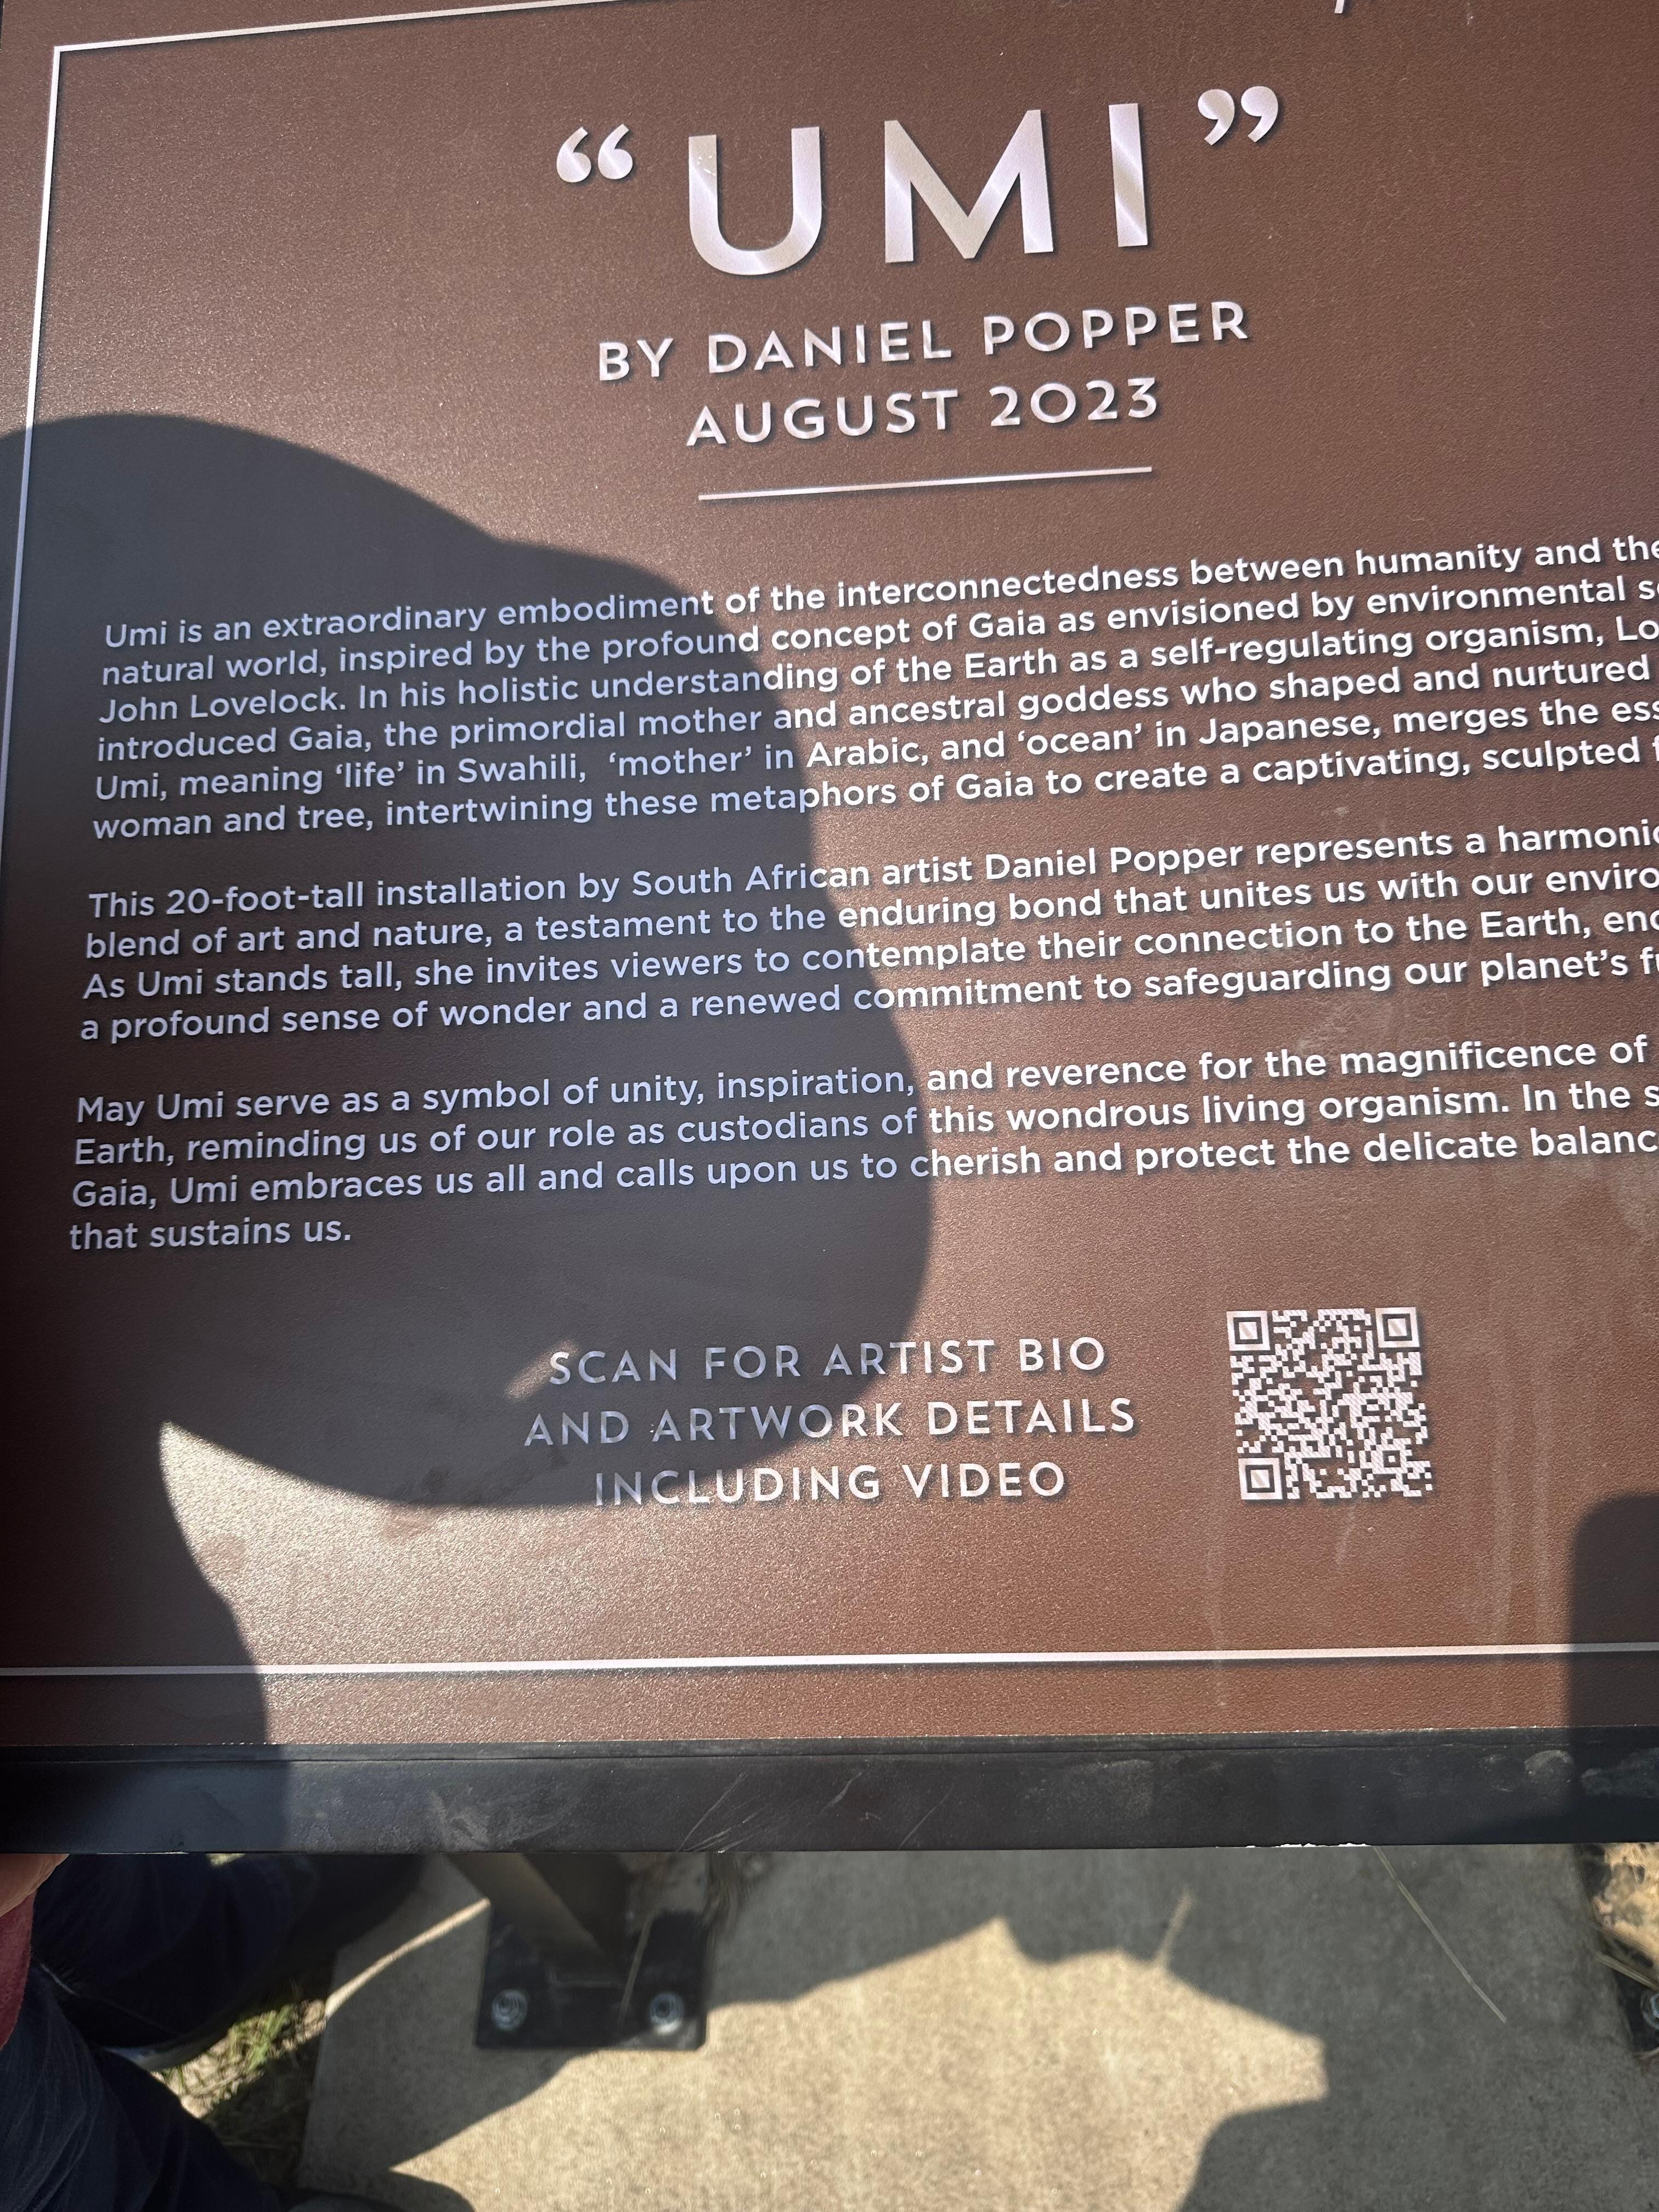 “UMI”
BY DANIEL POPPER
AUGUST 2023
Umi is an extraordinary embodiment of the interconnectedness between humanity and the
natural world, inspired by the profound concept of Gaia as envisioned by environmental
John Lovelock. In his holistic understanding of the Earth as a self-regulating organism,
introduced Gaia, the primordial mother and ancestral goddess who shaped and nurtured
Umi, meaning ‘life’ in Swahili, ‘mother’ in Arabic, and ‘ocean’ in Japanese, merges the
woman and tree, intertwining these metaphors of Gaia to create a captivating, sculpted
This 20-foot-tall installation by South African artist Daniel Popper represents a
blend of art and nature, a testament to the enduring bond that unites us with our
As Umi stands tall, she invites viewers to contemplate their connection to the Earth,
a profound sense of wonder and a renewed commitment to safeguarding our planet’s
May Umi serve as a symbol of unity, inspiration, and reverence for the magnificence of
Earth, reminding us of our role as custodians of this wondrous living organism. In the
Gaia, Umi embraces us all and calls upon us to cherish and protect the delicate
that sustains us.
SCAN FOR ARTIST BIO
AND ARTWORK DETAILS
INCLUDING VIDEO